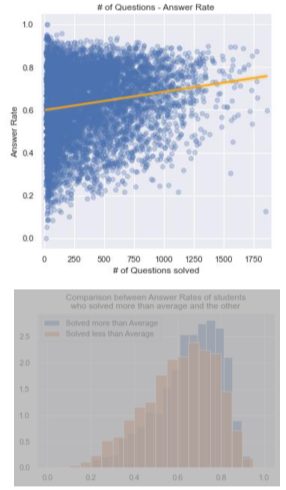 # of Questions - Answer Rate
1.0
0.8
0.6
0.4
0.2
0.0
Answer Rate
0 250 500 750 1000 1250 1500 1750
# of Questions solved
Comparison between Answer Rates of students
who solved more than average and the other
Solved more than Average
Solved less than Average
2.5
2.0
1.5
1.0
0.5
0.0
0.0 0.2 0.4 0.6 0.8 1.0